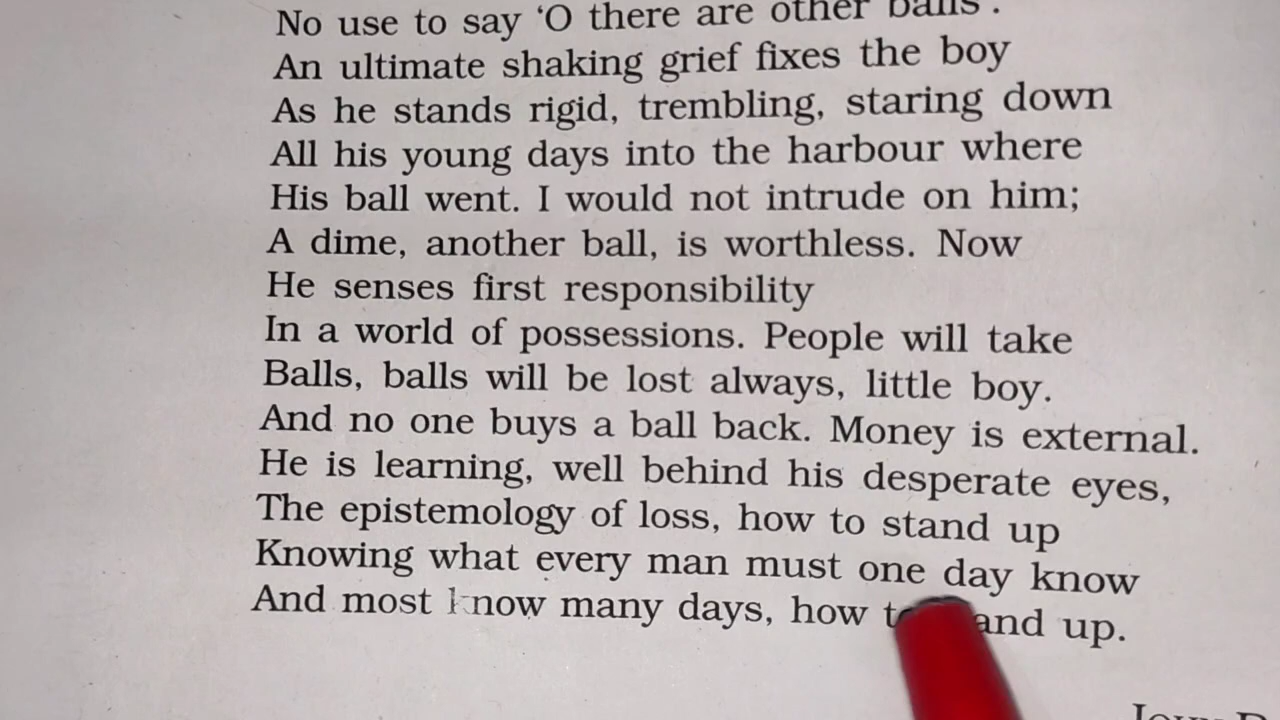 No use to say ‘O there are other balls’.
An ultimate shaking grief fixes the boy
As he stands rigid, trembling, staring down
All his young days into the harbour where
His ball went. I would not intrude on him;
A dime, another ball, is worthless. Now
He senses first responsibility
In a world of possessions. People will take
Balls, balls will be lost always, little boy.
And no one buys a ball back. Money is external.
He is learning, well behind his desperate eyes,
The epistemology of loss, how to stand up
Knowing what every man must one day know
And most know many days, how to stand up.